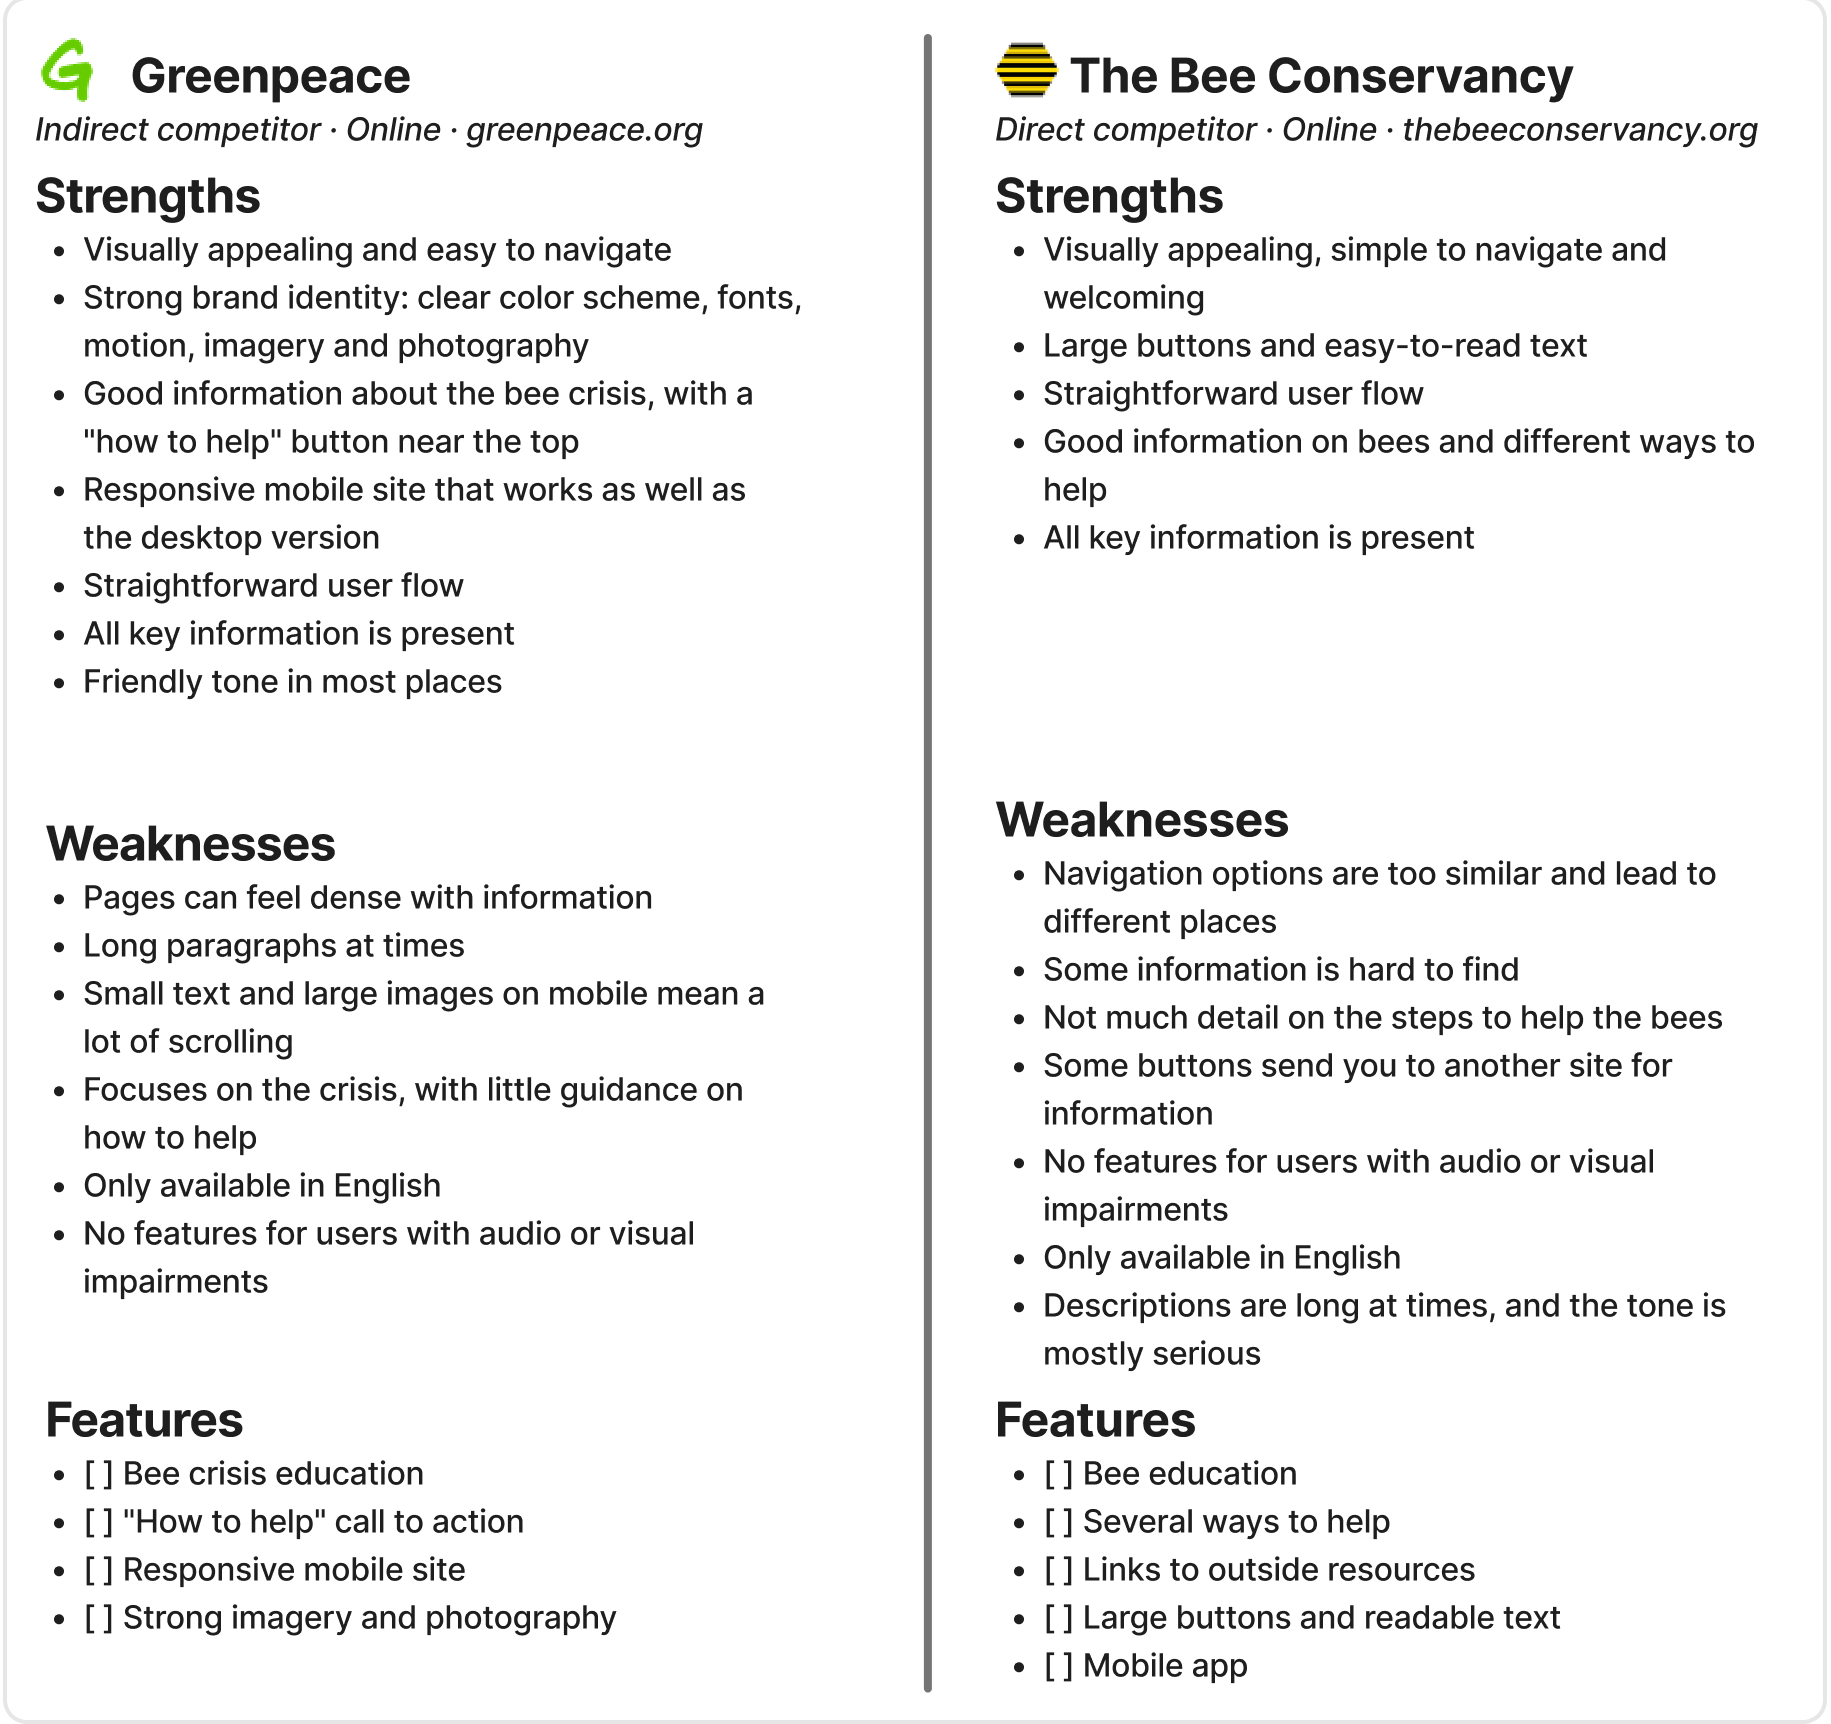 Greenpeace
Indirect competitor · Online · greenpeace.org
Strengths
• Visually appealing and easy to navigate
• Strong brand identity: clear color scheme, fonts,
motion, imagery and photography
• Good information about the bee crisis, with a
"how to help" button near the top
• Responsive mobile site that works as well as
the desktop version
• Straightforward user flow
• All key information is present
• Friendly tone in most places
Weaknesses
• Pages can feel dense with information
• Long paragraphs at times
• Small text and large images on mobile mean a
lot of scrolling
• Focuses on the crisis, with little guidance on
how to help
• Only available in English
• No features for users with audio or visual
impairments
Features
• [ ] Bee crisis education
• [ ] "How to help" call to action
• [ ] Responsive mobile site
• [ ] Strong imagery and photography
The Bee Conservancy
Direct competitor · Online · thebeeconservancy.org
Strengths
• Visually appealing, simple to navigate and
welcoming
• Large buttons and easy-to-read text
• Straightforward user flow
• Good information on bees and different ways to
help
• All key information is present
Weaknesses
• Navigation options are too similar and lead to
different places
• Some information is hard to find
• Not much detail on the steps to help the bees
• Some buttons send you to another site for
information
• No features for users with audio or visual
impairments
• Only available in English
• Descriptions are long at times, and the tone is
mostly serious
Features
• [ ] Bee education
• [ ] Several ways to help
• [ ] Links to outside resources
• [ ] Large buttons and readable text
• [ ] Mobile app